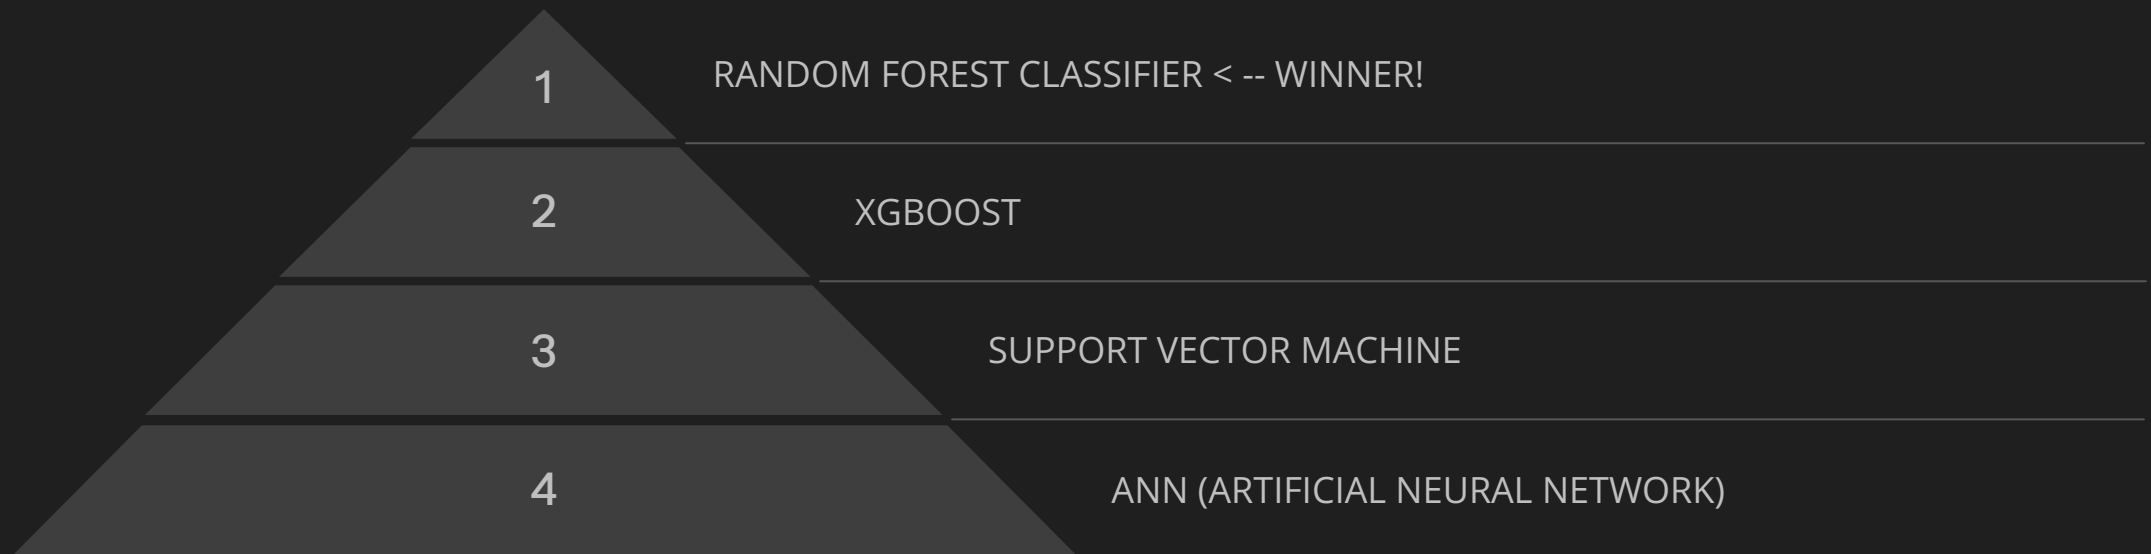 1
RANDOM FOREST CLASSIFIER < -- WINNER!
2
XGBOOST
3
SUPPORT VECTOR MACHINE
4
ANN (ARTIFICIAL NEURAL NETWORK)